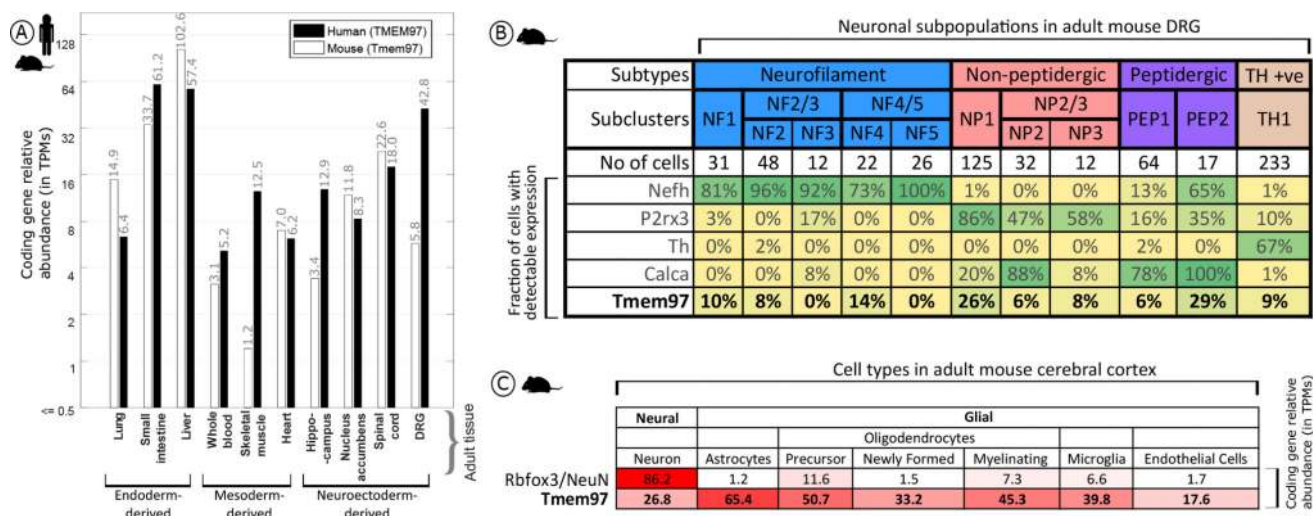 A
Human (TMEM97)
Mouse (Tmem97)
Coding gene relative
abundance (in TPMs)
128
64
32
16
8
4
2
1
<= 0.5
14.9
6.4
33.7
61.2
102.6
57.4
3.1
5.2
1.2
12.5
7.0
6.2
3.4
12.9
11.8
8.3
22.6
18.0
5.8
42.8
Lung
Small
intestine
Liver
Whole
blood
Skeletal
muscle
Heart
Hippo-
-campus
Nucleus
accumbens
Spinal
cord
DRG
Adult tissue
Endoderm-
derived
Mesoderm-
derived
Neuroectoderm-
derived
B
Neuronal subpopulations in adult mouse DRG
Subtypes Neurofilament Non-peptidergic Peptidergic TH +ve
Subclusters NF1 NF2/3 NF4/5 NP1 NP2/3 PEP1 PEP2 TH1
NF2 NF3 NF4 NF5 NP2 NP3
No of cells 31 48 12 22 26 125 32 12 64 17 233
Fraction of cells with
detectable expression
Nefh 81% 96% 92% 73% 100% 1% 0% 0% 13% 65% 1%
P2rx3 3% 0% 17% 0% 0% 86% 47% 58% 16% 35% 10%
Th 0% 2% 0% 0% 0% 0% 0% 0% 2% 0% 67%
Calca 0% 0% 8% 0% 0% 20% 88% 8% 78% 100% 1%
Tmem97 10% 8% 0% 14% 0% 26% 6% 8% 6% 29% 9%
C
Cell types in adult mouse cerebral cortex
Neural Glial
Oligodendrocytes
Neuron Astrocytes Precursor Newly Formed Myelinating Microglia Endothelial Cells
Rbfox3/NeuN 86.2 1.2 11.6 1.5 7.3 6.6 1.7
Tmem97 26.8 65.4 50.7 33.2 45.3 39.8 17.6
Coding gene relative
abundance (in TPMs)